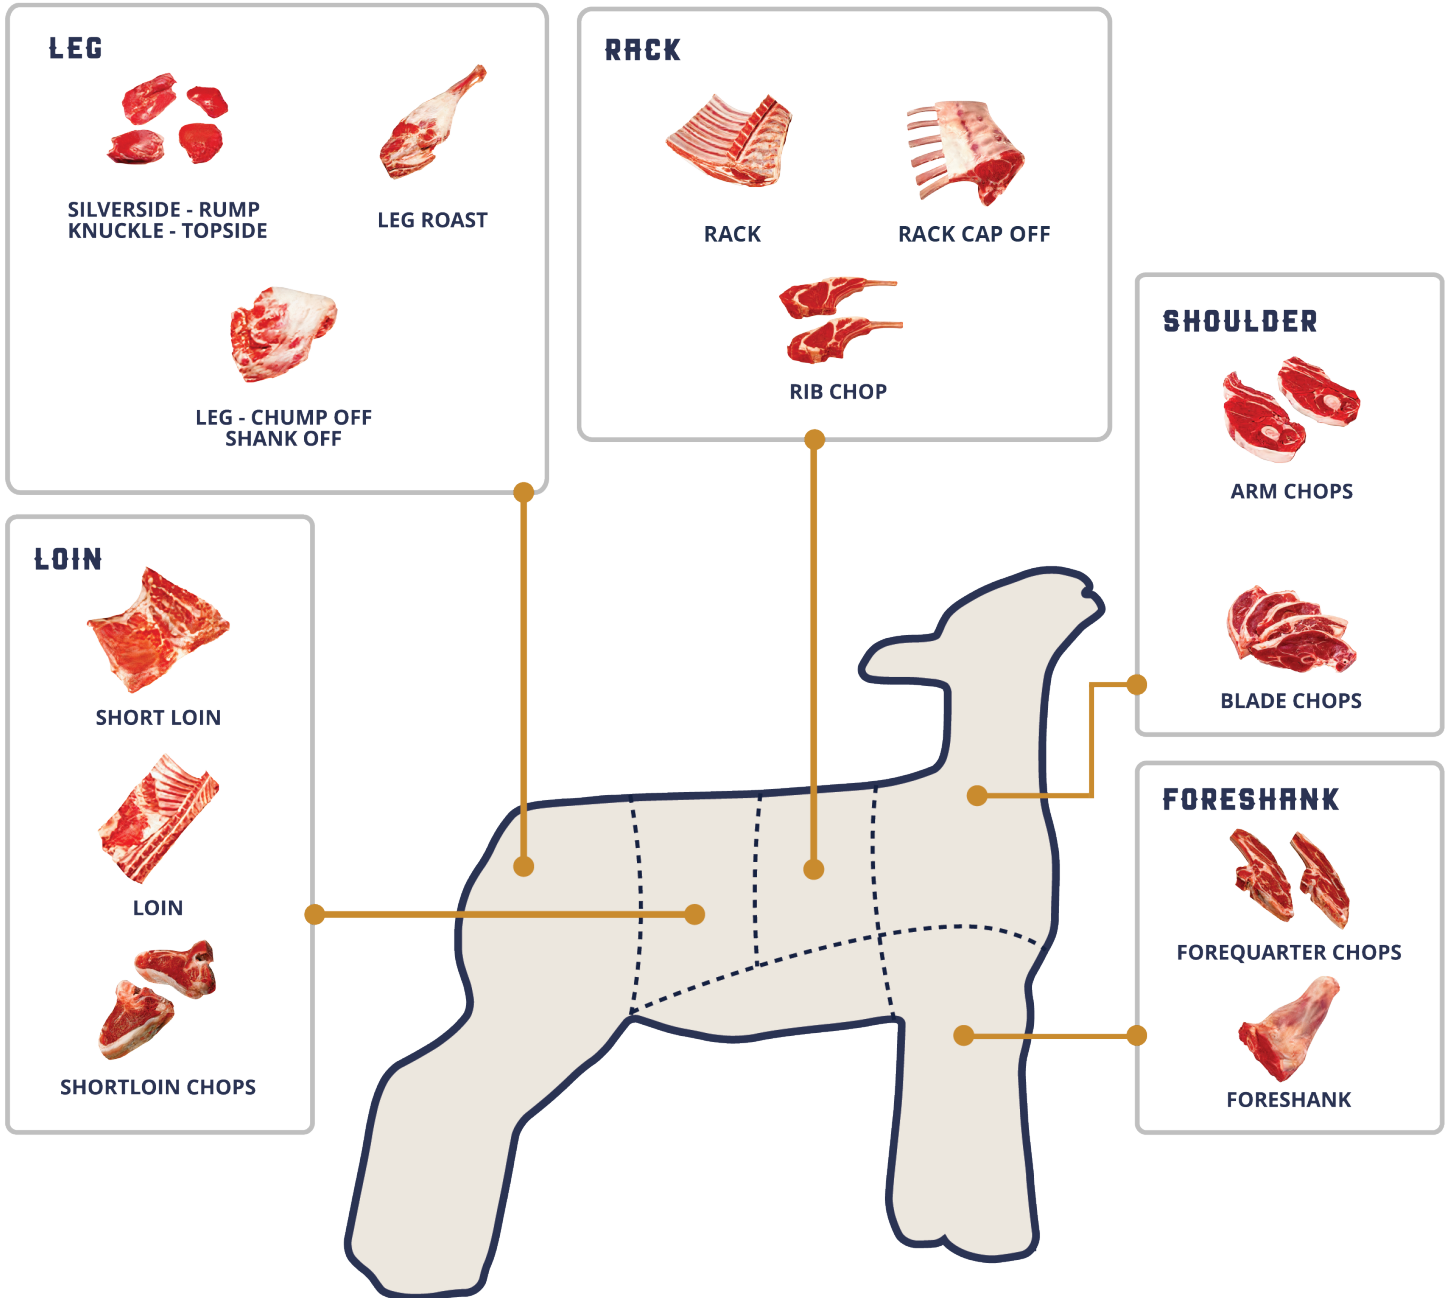 LEG
SILVERSIDE - RUMP
KNUCKLE - TOPSIDE
LEG ROAST
LEG - CHUMP OFF
SHANK OFF
RACK
RACK
RACK CAP OFF
RIB CHOP
SHOULDER
ARM CHOPS
BLADE CHOPS
LOIN
SHORT LOIN
LOIN
SHORTLOIN CHOPS
FORESHANK
FOREQUARTER CHOPS
FORESHANK